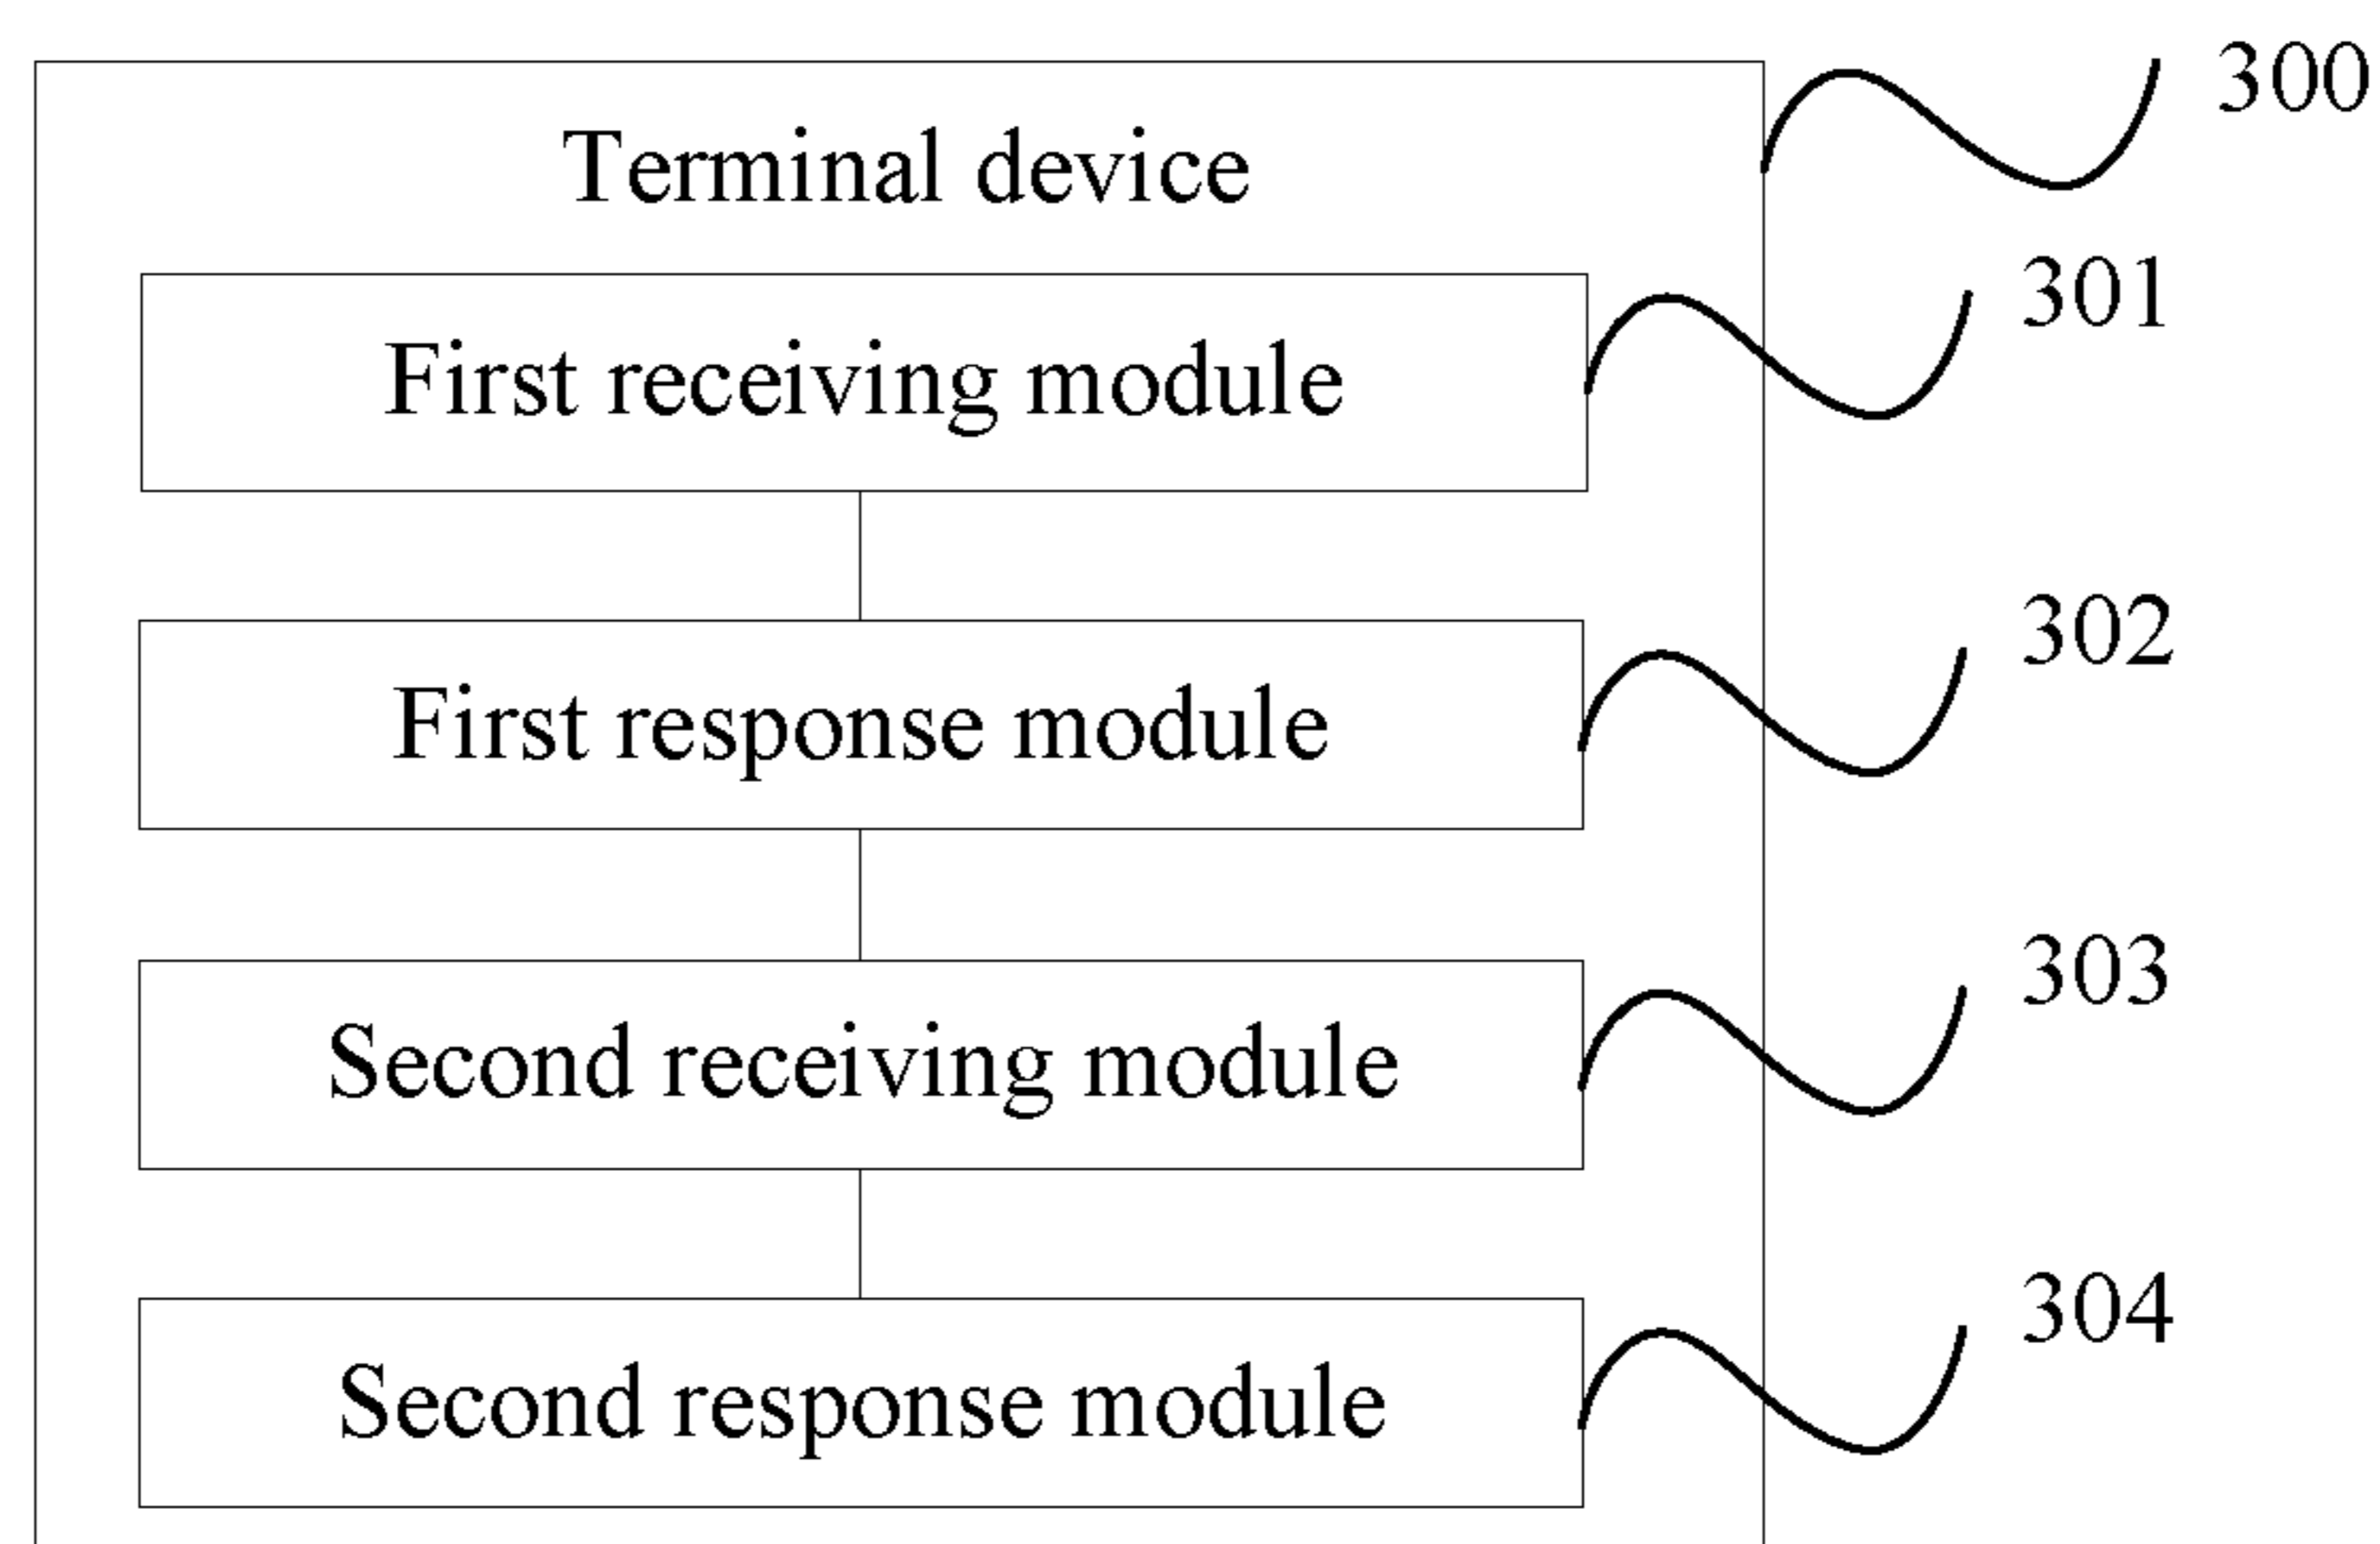 300
Terminal device
301
First receiving module
302
First response module
303
Second receiving module
304
Second response module